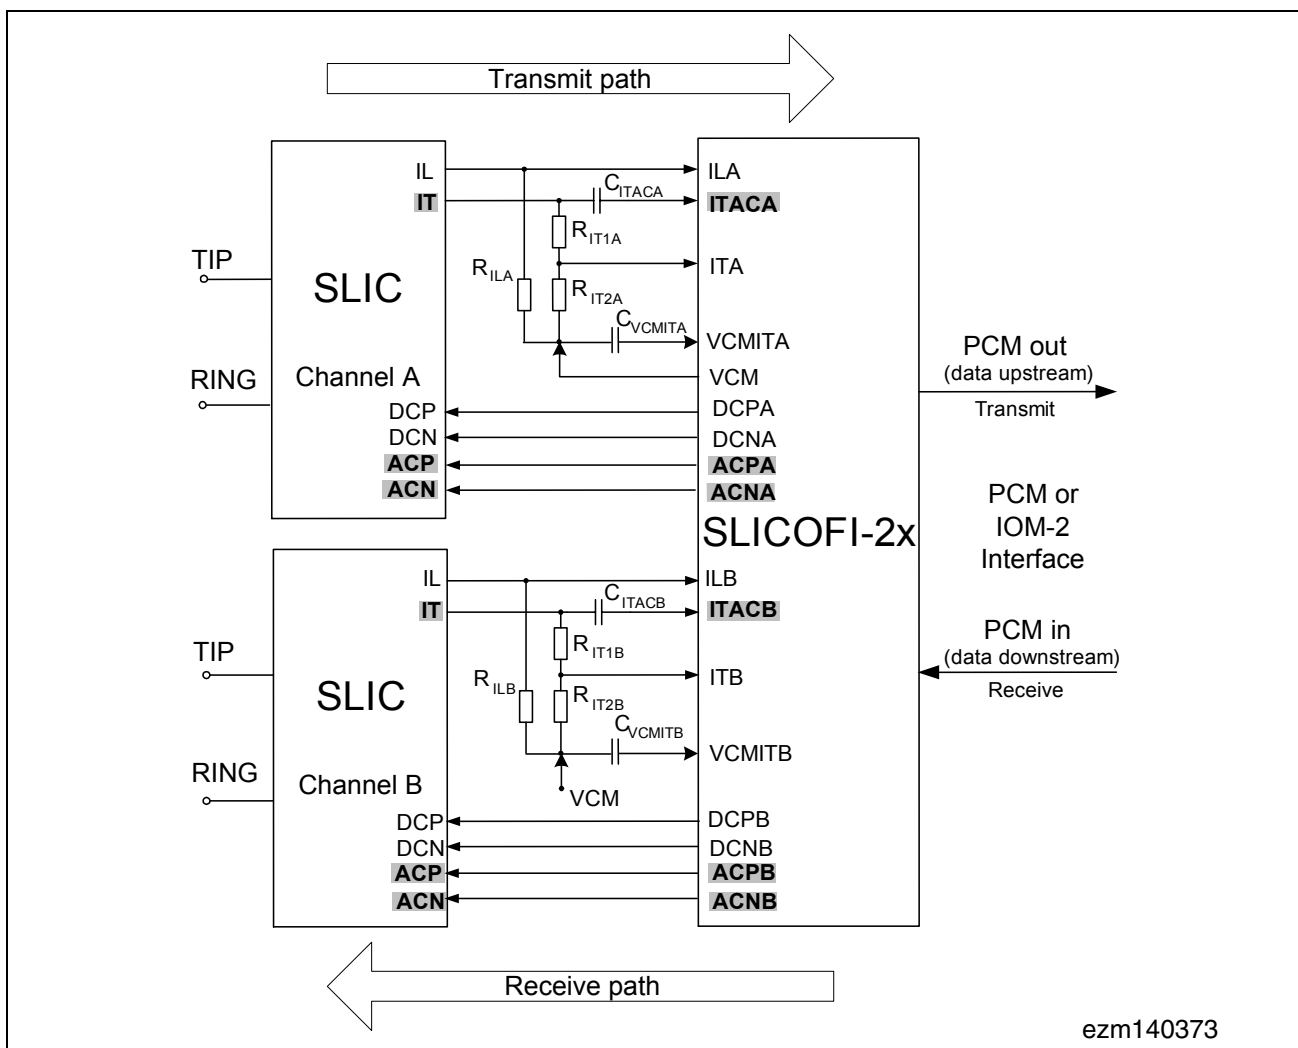 Transmit path
IL
IT
TIP
SLIC
RING
Channel A
DCP
DCN
ACP
ACN
CITACA
RIT1A
RILA
RIT2A
CVCMITA
ILA
ITACA
ITA
VCMITA
VCM
DCPA
DCNA
ACPA
ACNA
SLICOFI-2x
PCM out
(data upstream)
Transmit
PCM or
IOM-2
Interface
PCM in
(data downstream)
Receive
IL
IT
TIP
SLIC
RING
Channel B
DCP
DCN
ACP
ACN
CITACB
RIT1B
RILB
RIT2B
CVCMITB
VCM
ILB
ITACB
ITB
VCMITB
DCPB
DCNB
ACPB
ACNB
Receive path
ezm140373